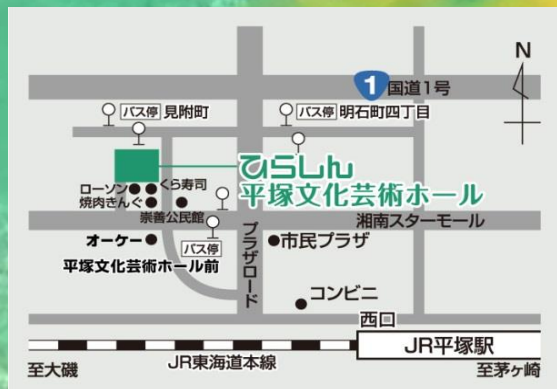 N
1 国道1号
バス停 見附町
バス停 明石町四丁目
ひらしん
平塚文化芸術ホール
ローソン
くら寿司
焼肉きんぐ
崇善公民館
湘南スターモール
オーケー
バス停
平塚文化芸術ホール前
プラザロード
市民プラザ
コンビニ
西口
JR平塚駅
至大磯
JR東海道本線
至茅ヶ崎